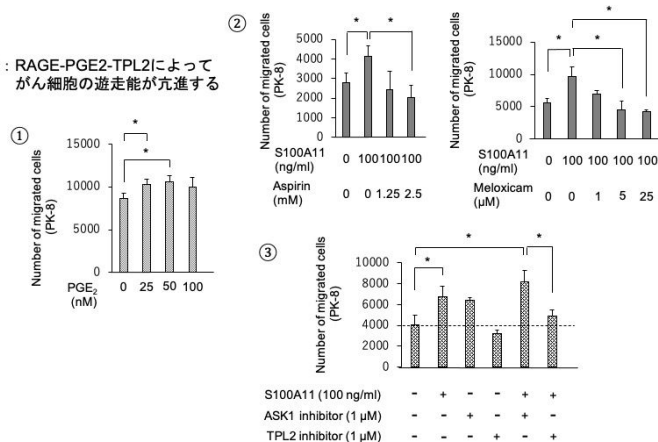 : RAGE-PGE2-TPL2によって
がん細胞の遊走能が亢進する
①
Number of migrated cells
(PK-8)
15000
10000
5000
0
*
*
PGE2
(nM)
0 25 50 100
②
Number of migrated cells
(PK-8)
5000
4000
3000
2000
1000
0
*
*
S100A11
(ng/ml)
0 100 100 100
Aspirin
(mM)
0 0 1.25 2.5
Number of migrated cells
(PK-8)
15000
10000
5000
0
*
*
*
S100A11
(ng/ml)
0 100 100 100 100
Meloxicam
(μM)
0 0 1 5 25
③
Number of migrated cells
(PK-8)
10000
8000
6000
4000
2000
0
*
*
*
S100A11 (100 ng/ml) - + - - + +
ASK1 inhibitor (1 μM) - - + - + -
TPL2 inhibitor (1 μM) - - - + - +